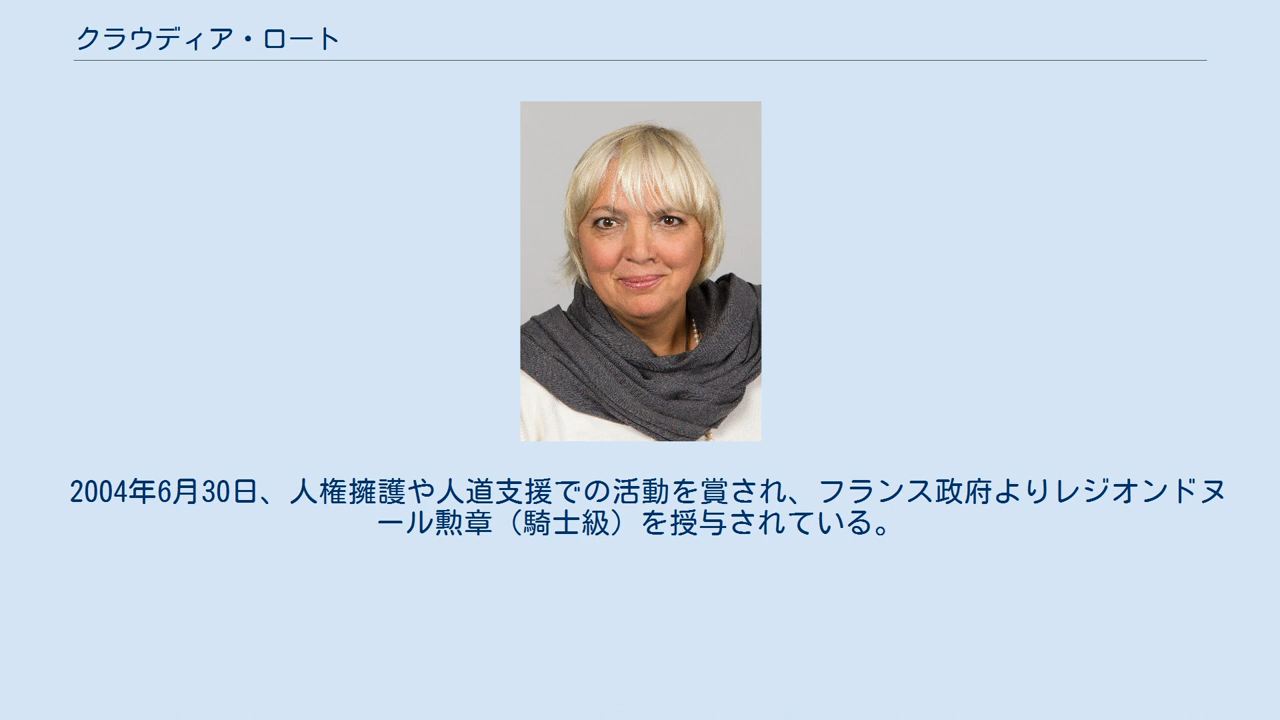 クラウディア・ロート
2004年6月30日、人権擁護や人道支援での活動を賞され、フランス政府よりレジオンドヌ
ール勲章（騎士級）を授与されている。